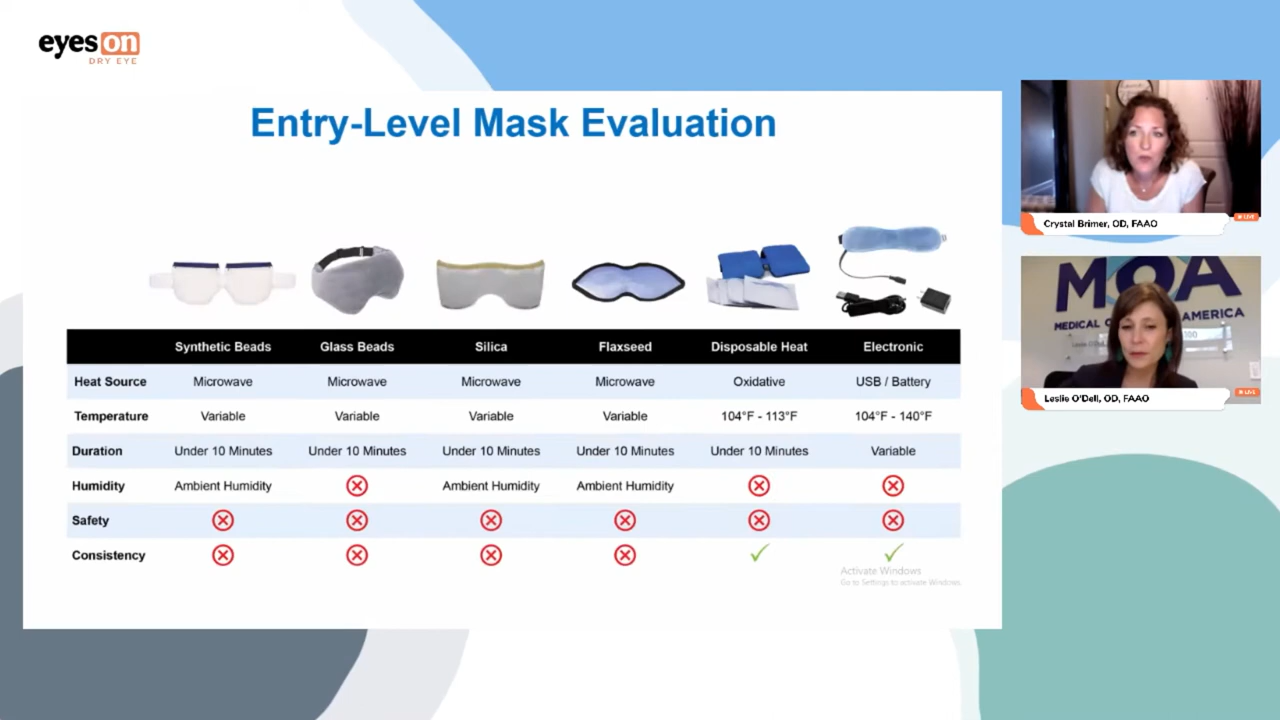 eyes on
DRY EYE
Entry-Level Mask Evaluation
Synthetic Beads Glass Beads Silica Flaxseed Disposable Heat Electronic
Heat Source Microwave Microwave Microwave Microwave Oxidative USB / Battery
Temperature Variable Variable Variable Variable 104°F - 113°F 104°F - 140°F
Duration Under 10 Minutes Under 10 Minutes Under 10 Minutes Under 10 Minutes Under 10 Minutes Variable
Humidity Ambient Humidity Ambient Humidity Ambient Humidity
Safety
Consistency
Activate Windows
Go to Settings to activate Windows.
LIVE
Crystal Brimer, OD, FAAO
MOA
MEDICAL AMERICA
LIVE
Leslie O'Dell, OD, FAAO